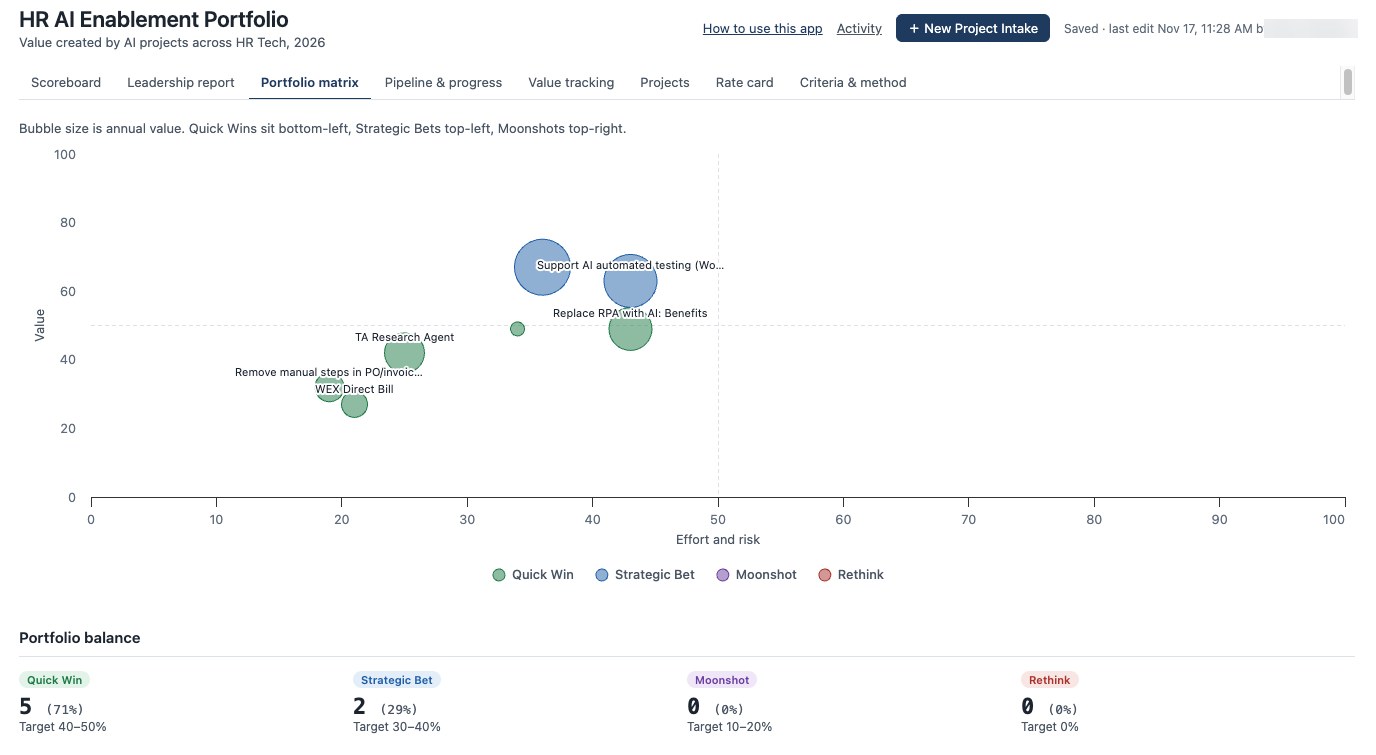 HR AI Enablement Portfolio
Value created by AI projects across HR Tech, 2026
How to use this app
Activity
+ New Project Intake
Saved · last edit Nov 17, 11:28 AM b
Scoreboard
Leadership report
Portfolio matrix
Pipeline & progress
Value tracking
Projects
Rate card
Criteria & method
Bubble size is annual value. Quick Wins sit bottom-left, Strategic Bets top-left, Moonshots top-right.
100
80
60
40
20
0
Value
Support AI automated testing (Wo...
Replace RPA with AI: Benefits
TA Research Agent
Remove manual steps in PO/invoic...
WEX Direct Bill
0 10 20 30 40 50 60 70 80 90 100
Effort and risk
Quick Win
Strategic Bet
Moonshot
Rethink
Portfolio balance
Quick Win
5 (71%)
Target 40–50%
Strategic Bet
2 (29%)
Target 30–40%
Moonshot
0 (0%)
Target 10–20%
Rethink
0 (0%)
Target 0%